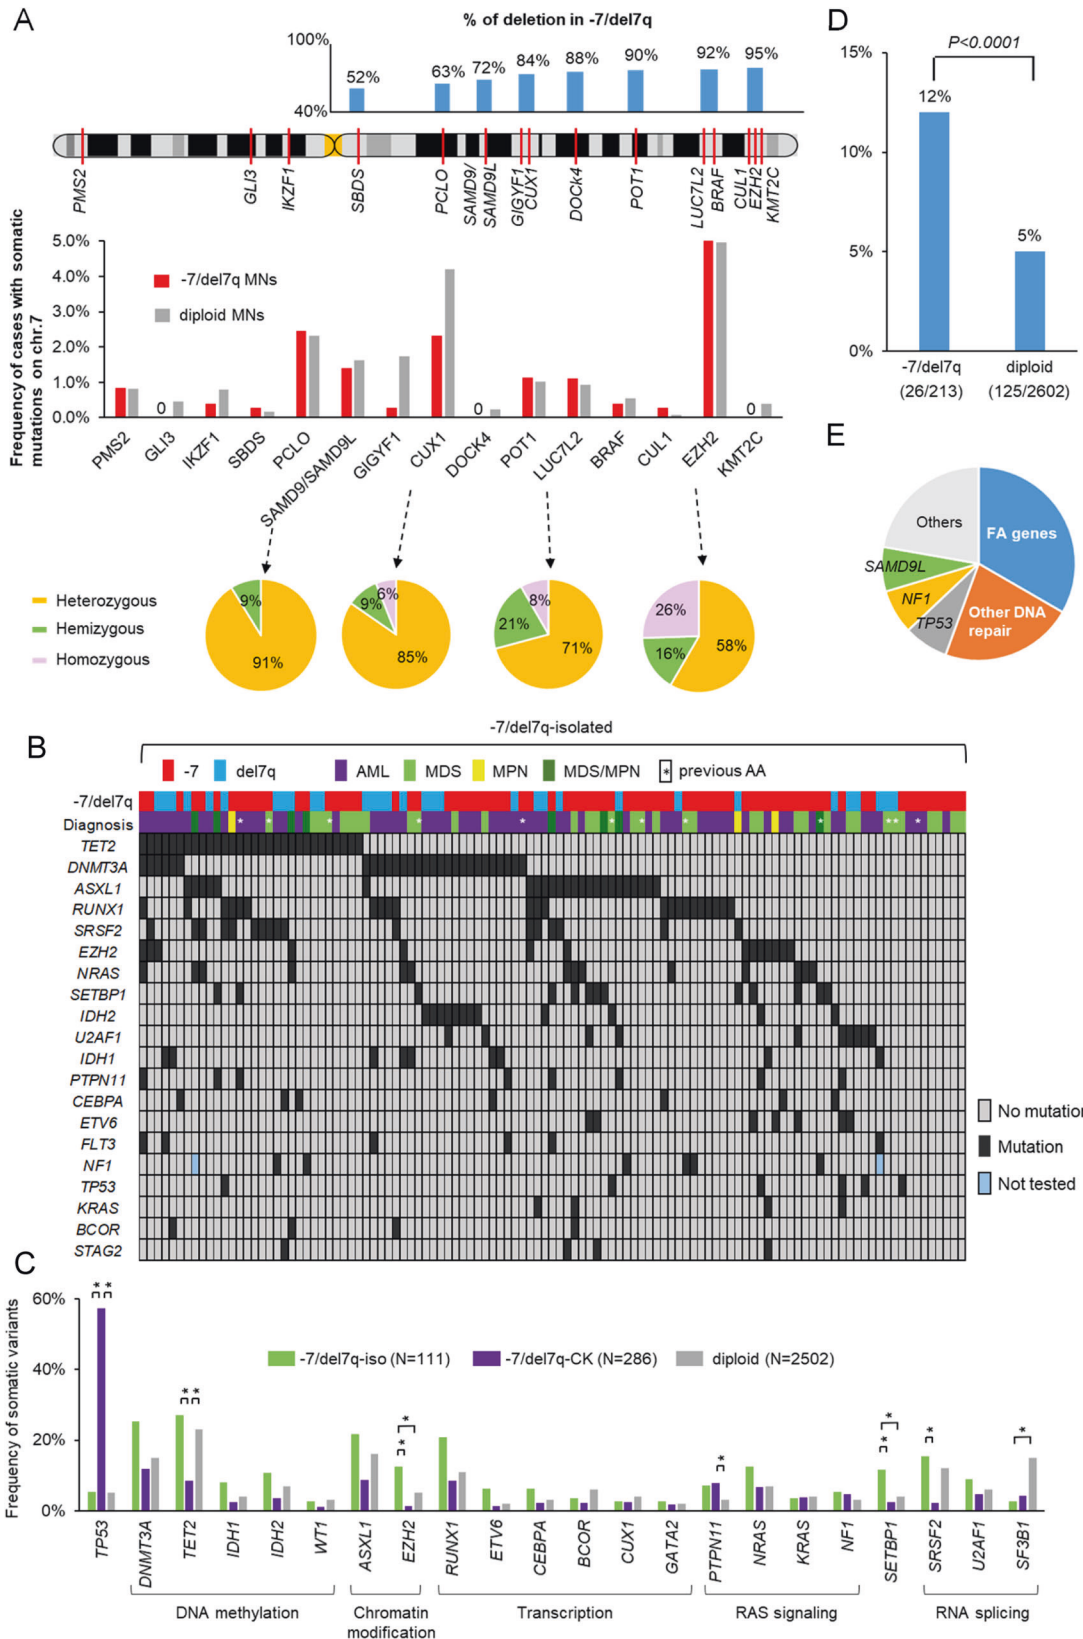 A
% of deletion in -7/del7q
100%
40%
52%
63%
72%
84%
88%
90%
92%
95%
PMS2
GLI3
IKZF1
SBDS
PCLO
SAMD9/
SAMD9L
GIGYF1
CUX1
DOCk4
POT1
LUC7L2
BRAF
CUL1
EZH2
KMT2C
Frequency of cases with somatic
mutations on chr.7
5.0%
4.0%
3.0%
2.0%
1.0%
0.0%
-7/del7q MNs
diploid MNs
0
0
0
PMS2
GLI3
IKZF1
SBDS
PCLO
SAMD9/SAMD9L
GIGYF1
CUX1
DOCK4
POT1
LUC7L2
BRAF
CUL1
EZH2
KMT2C
Heterozygous
Hemizygous
Homozygous
9%
91%
9%
6%
85%
21%
8%
71%
26%
16%
58%
D
15%
10%
5%
0%
P<0.0001
12%
5%
-7/del7q
(26/213)
diploid
(125/2602)
E
Others
FA genes
SAMD9L
NF1
TP53
Other DNA
repair
B
-7/del7q-isolated
-7
del7q
AML
MDS
MPN
MDS/MPN
* previous AA
-7/del7q
Diagnosis
TET2
DNMT3A
ASXL1
RUNX1
SRSF2
EZH2
NRAS
SETBP1
IDH2
U2AF1
IDH1
PTPN11
CEBPA
ETV6
FLT3
NF1
TP53
KRAS
BCOR
STAG2
No mutation
Mutation
Not tested
C
Frequency of somatic variants
60%
40%
20%
0%
-7/del7q-iso (N=111)
-7/del7q-CK (N=286)
diploid (N=2502)
* *
* *
* *
*
* *
*
*
TP53
DNMT3A
TET2
IDH1
IDH2
WT1
ASXL1
EZH2
RUNX1
ETV6
CEBPA
BCOR
CUX1
GATA2
PTPN11
NRAS
KRAS
NF1
SETBP1
SRSF2
U2AF1
SF3B1
DNA methylation
Chromatin
modification
Transcription
RAS signaling
RNA splicing